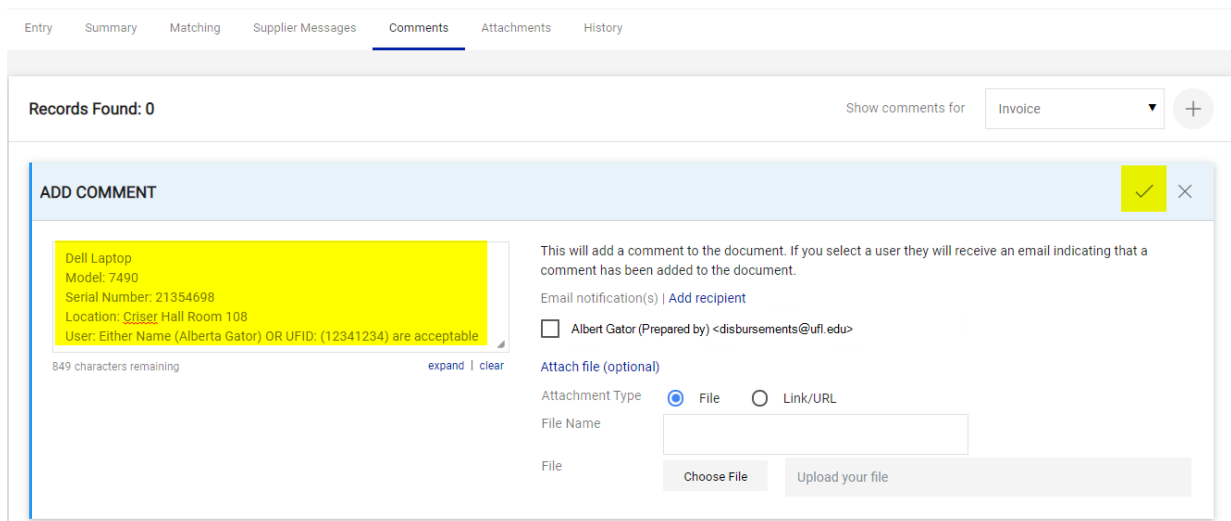 Entry Summary Matching Supplier Messages Comments Attachments History
Records Found: 0
Show comments for Invoice
ADD COMMENT
Dell Laptop
Model: 7490
Serial Number: 21354698
Location: Criser Hall Room 108
User: Either Name (Alberta Gator) OR UFID: (12341234) are acceptable
849 characters remaining
expand | clear
This will add a comment to the document. If you select a user they will receive an email indicating that a
comment has been added to the document.
Email notification(s) | Add recipient
Albert Gator (Prepared by) <disbursements@ufl.edu>
Attach file (optional)
Attachment Type File Link/URL
File Name
File Choose File Upload your file